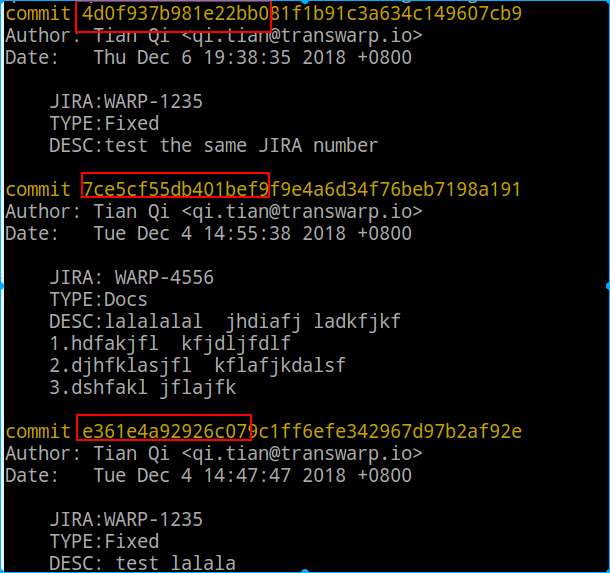 commit 4d0f937b981e22bb081f1b91c3a634c149607cb9
Author: Tian Qi <qi.tian@transwarp.io>
Date:   Thu Dec 6 19:38:35 2018 +0800
JIRA:WARP-1235
TYPE:Fixed
DESC:test the same JIRA number
commit 7ce5cf55db401bef9f9e4a6d34f76beb7198a191
Author: Tian Qi <qi.tian@transwarp.io>
Date:   Tue Dec 4 14:55:38 2018 +0800
JIRA: WARP-4556
TYPE:Docs
DESC:lalalalal  jhdiafj ladkfjkf
1.hdfakjfl  kfjdljfdlf
2.djhfklasjfl  kflafjkdalsf
3.dshfakl jflajfk
commit e361e4a92926c079c1ff6efe342967d97b2af92e
Author: Tian Qi <qi.tian@transwarp.io>
Date:   Tue Dec 4 14:47:47 2018 +0800
JIRA:WARP-1235
TYPE:Fixed
DESC: test lalala